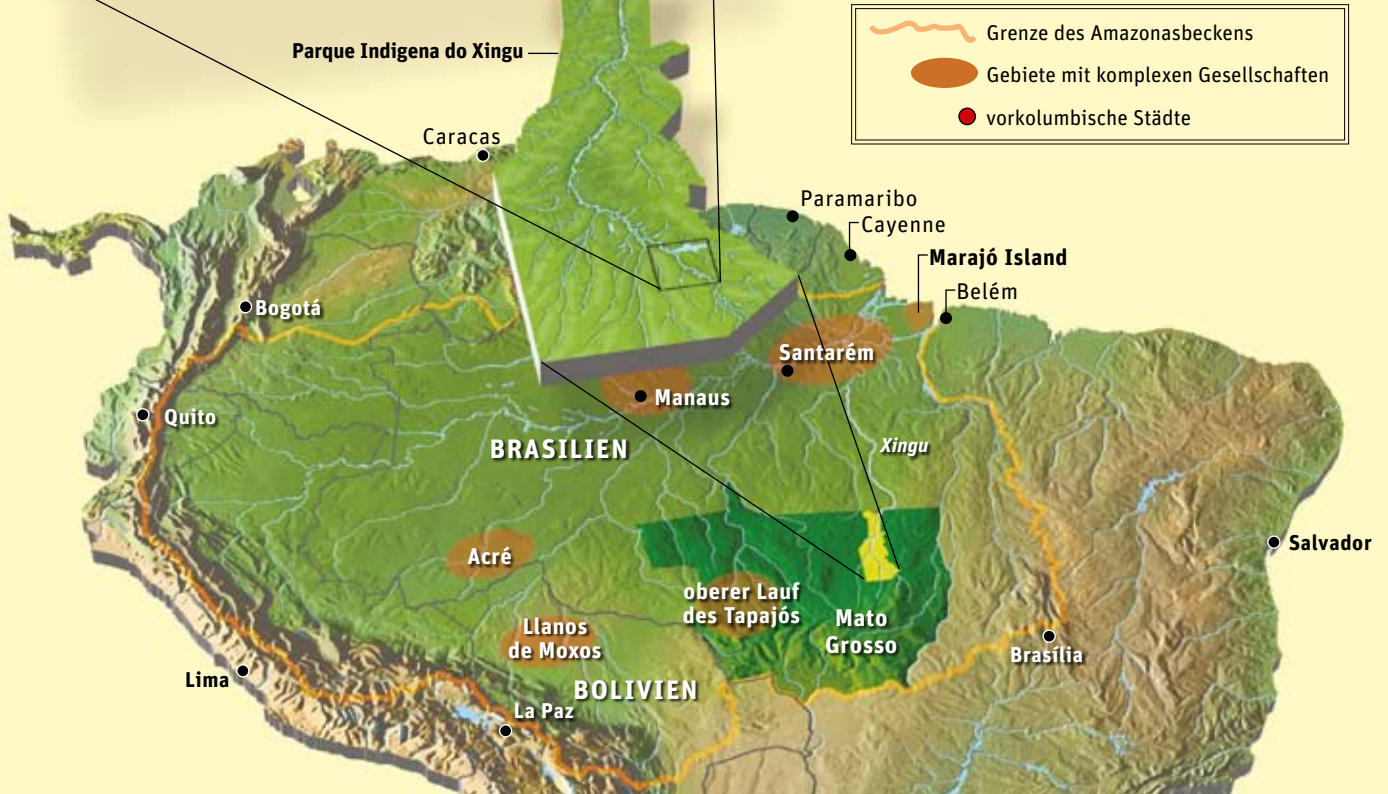 Grenze des Amazonasbeckens
Gebiete mit komplexen Gesellschaften
vorkolumbische Städte
Parque Indigena do Xingu
Caracas
Paramaribo
Cayenne
Marajó Island
Belém
Bogotá
Santarém
Manaus
Quito
BRASILIEN
Xingu
Salvador
Acré
oberer Lauf
des Tapajós
Mato
Grosso
Llanos
de Moxos
Brasília
Lima
BOLIVIEN
La Paz